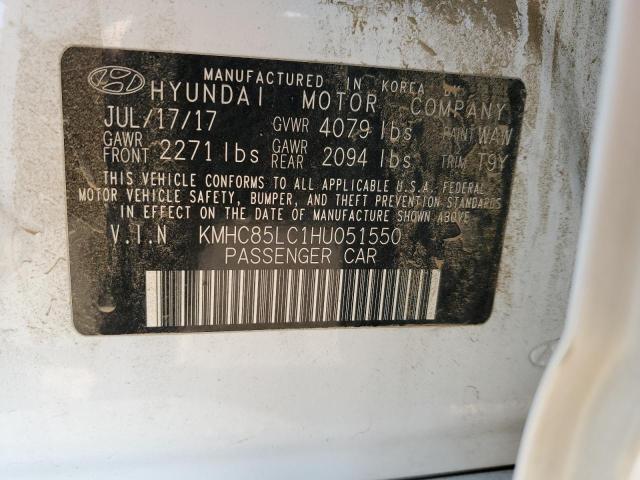 MANUFACTURED IN KOREA
HYUNDAI MOTOR COMPANY
JUL/17/17 GVWR 4079 lbs PAINT WAW
GAWR FRONT 2271 lbs GAWR REAR 2094 lbs TRIM T9Y
THIS VEHICLE CONFORMS TO ALL APPLICABLE U.S.A. FEDERAL
MOTOR VEHICLE SAFETY, BUMPER, AND THEFT PREVENTION
STANDARDS IN EFFECT ON THE DATE OF MANUFACTURE SHOWN ABOVE.
V.I.N KMHC85LC1HU051550
PASSENGER CAR